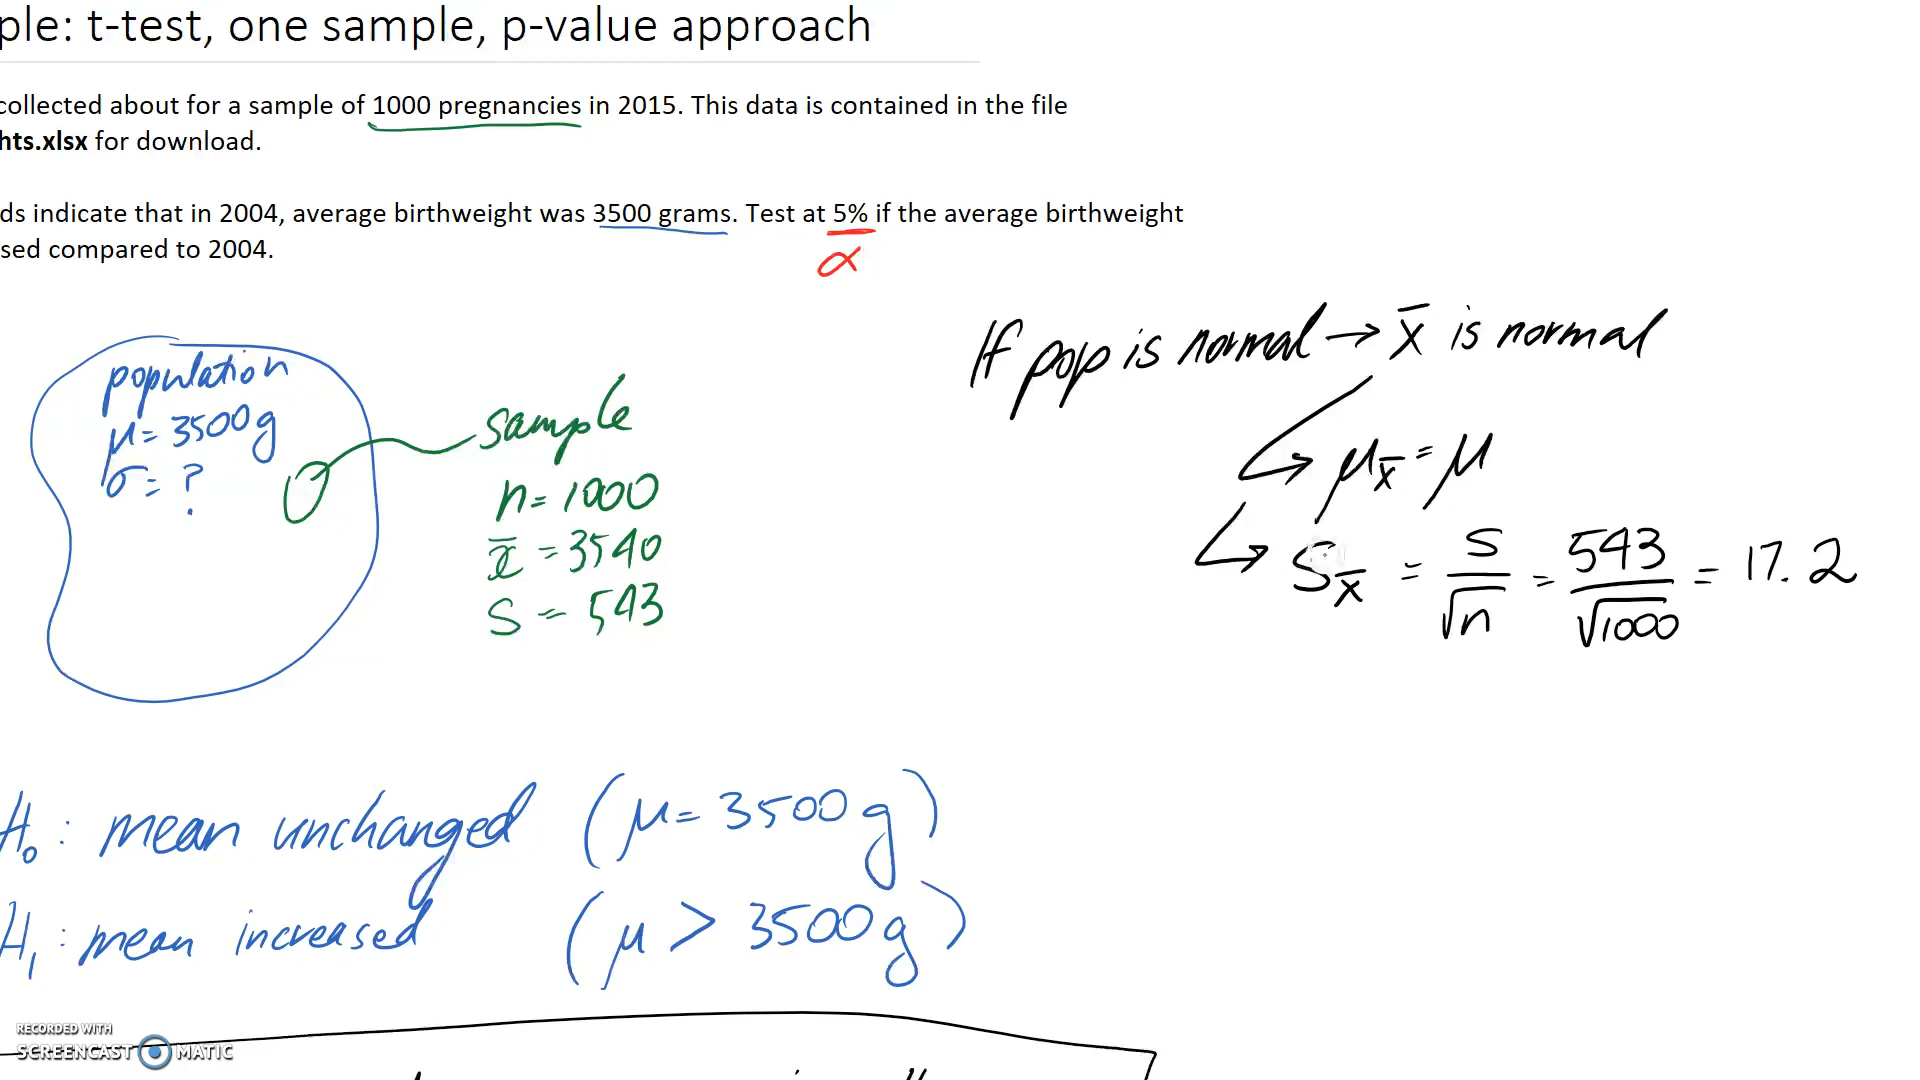 ple: t-test, one sample, p-value approach
collected about for a sample of 1000 pregnancies in 2015. This data is contained in the file
hts.xlsx for download.
ds indicate that in 2004, average birthweight was 3500 grams. Test at 5% if the average birthweight
sed compared to 2004.
α
If pop is normal → x̄ is normal
μx̄ = μ
Sx̄ = s/√n = 543/√1000 = 17.2
population
μ = 3500g
σ = ?
sample
n = 1000
x̄ = 3540
s = 543
H₀ : mean unchanged (μ = 3500g)
H₁ : mean increased (μ > 3500g)
RECORDED WITH
SCREENCAST MATIC